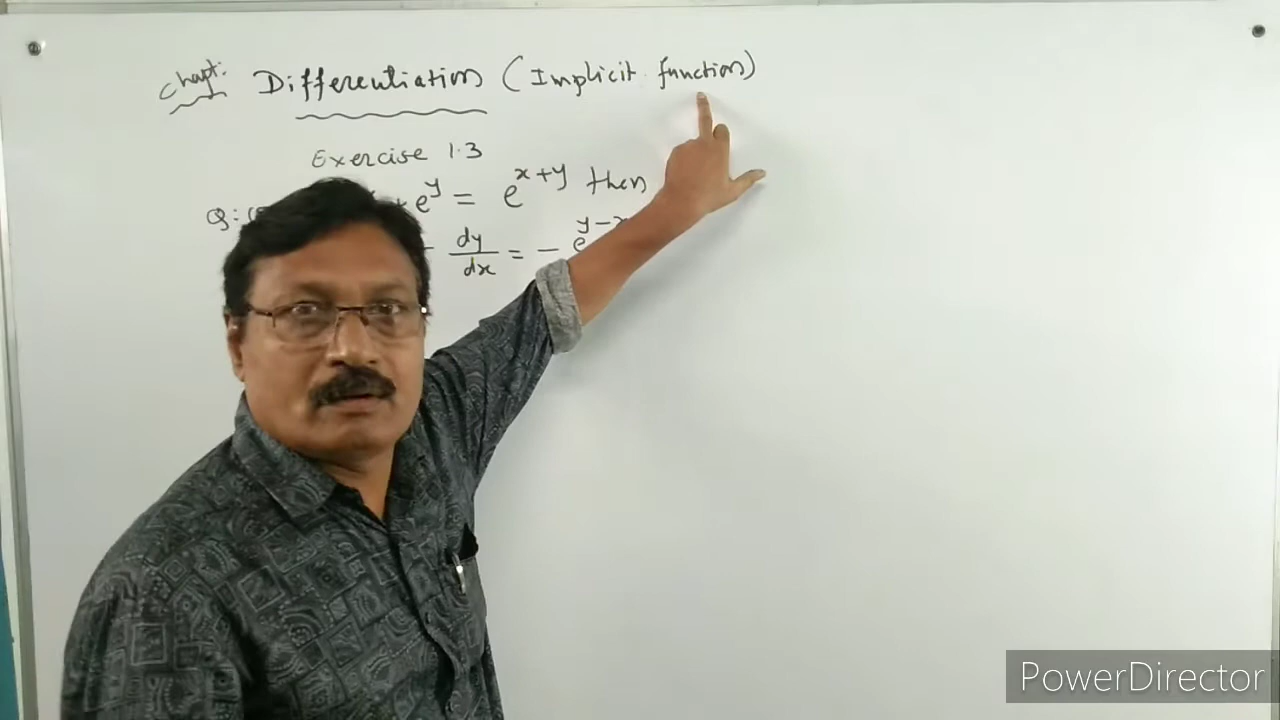 Chapt: Differentiation (Implicit function)
Exercise 1.3
Q: e^y = e^{x+y} then
dy/dx = - e^{y-x}
PowerDirector